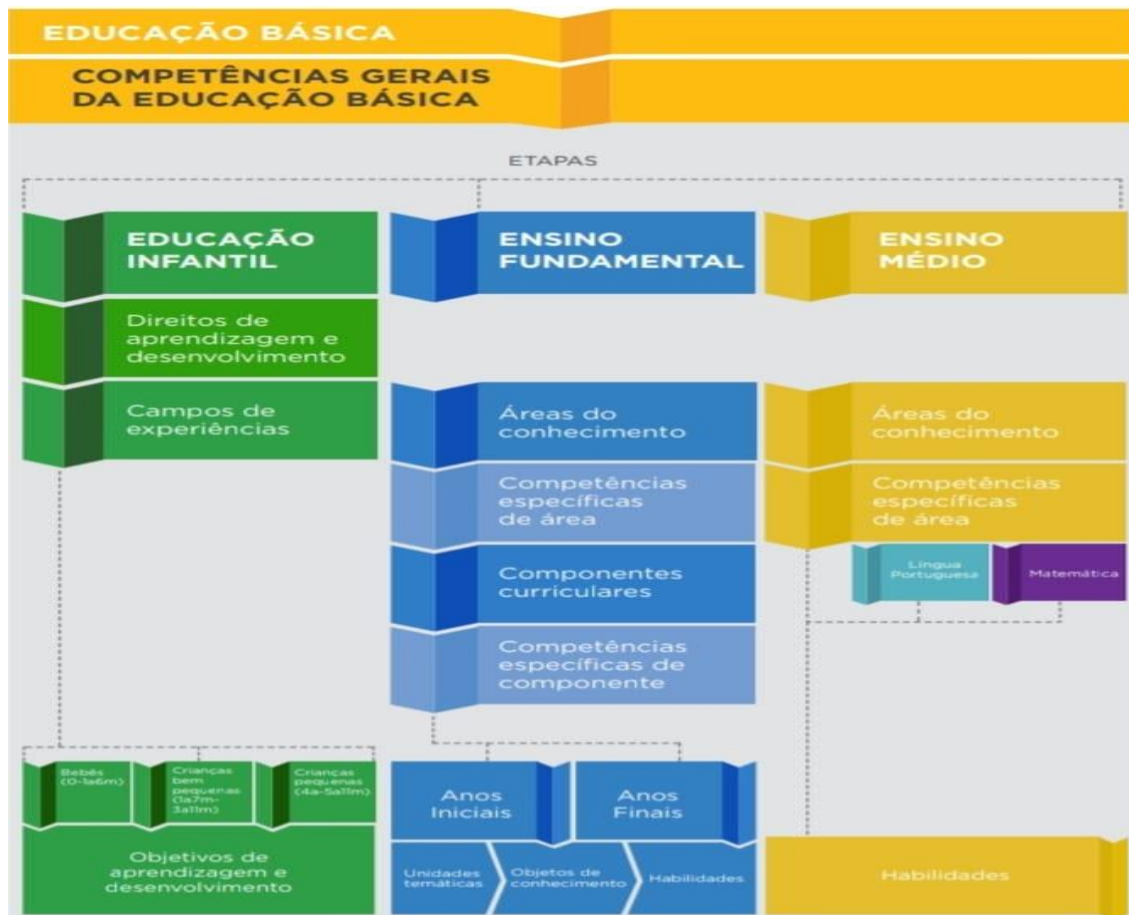 EDUCAÇÃO BÁSICA
COMPETÊNCIAS GERAIS
DA EDUCAÇÃO BÁSICA
ETAPAS
EDUCAÇÃO
INFANTIL
Direitos de
aprendizagem e
desenvolvimento
Campos de
experiências
Bebês
(0-1a6m)
Crianças
bem
pequenas
(1a7m-
3a11m)
Crianças
pequenas
(4a-5a11m)
Objetivos de
aprendizagem e
desenvolvimento
ENSINO
FUNDAMENTAL
Áreas do
conhecimento
Competências
específicas
de área
Componentes
curriculares
Competências
específicas de
componente
Anos
Iniciais
Anos
Finais
Unidades
temáticas
Objetos de
conhecimento
Habilidades
ENSINO
MÉDIO
Áreas do
conhecimento
Competências
específicas
de área
Língua
Portuguesa
Matemática
Habilidades